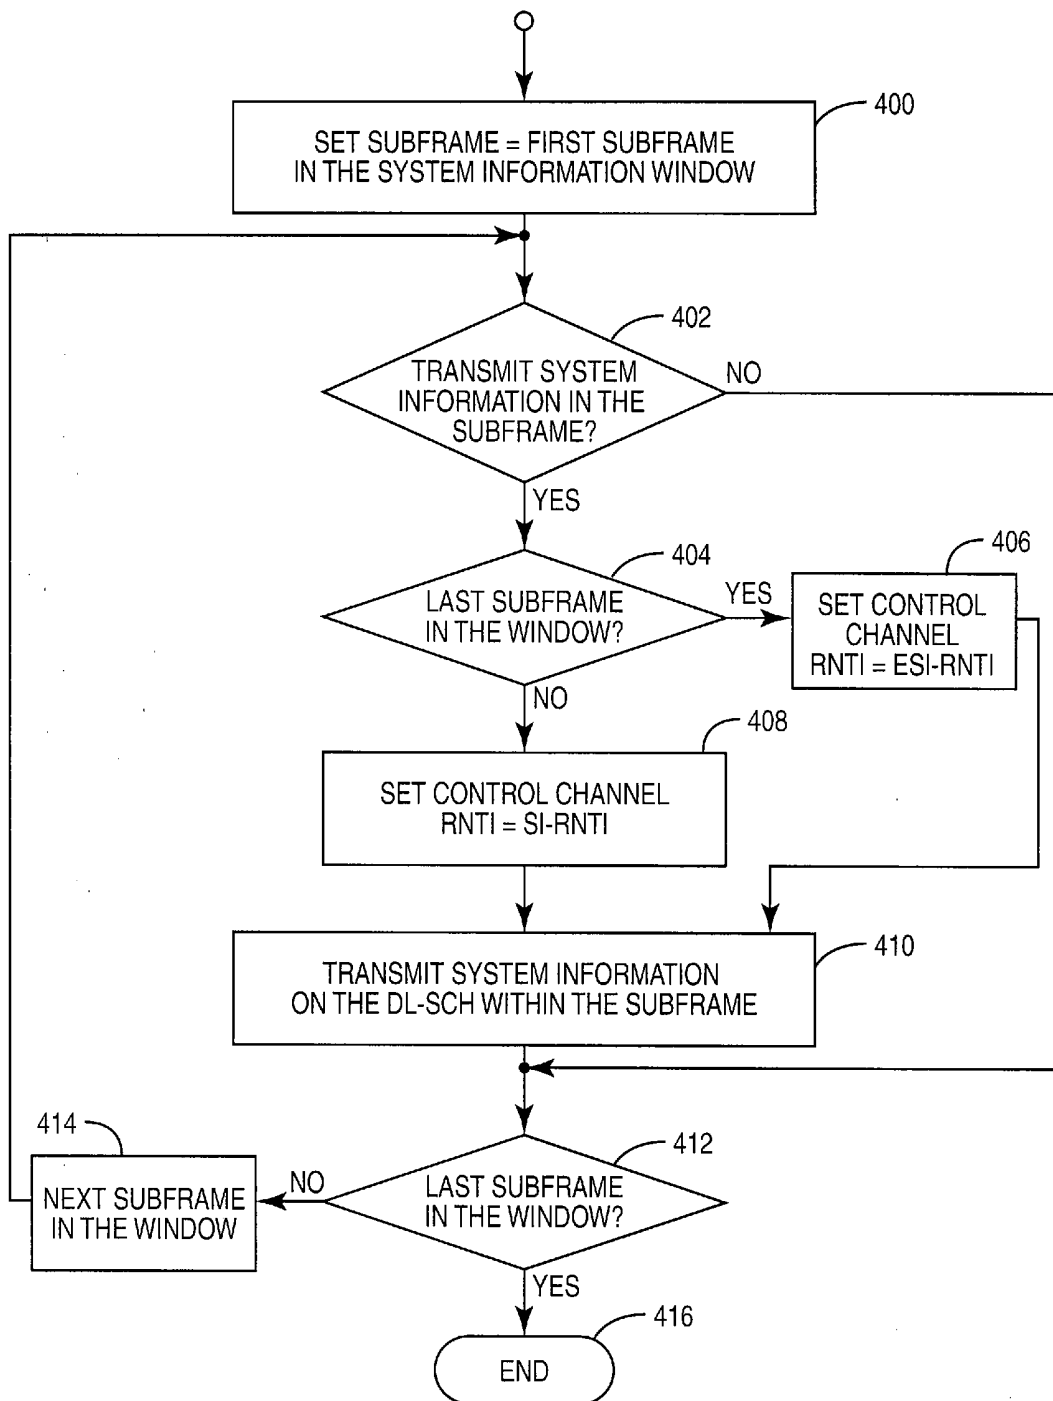 400
SET SUBFRAME = FIRST SUBFRAME
IN THE SYSTEM INFORMATION WINDOW
402
TRANSMIT SYSTEM
INFORMATION IN THE
SUBFRAME?
NO
YES
404
LAST SUBFRAME
IN THE WINDOW?
YES
406
SET CONTROL
CHANNEL
RNTI = ESI-RNTI
NO
408
SET CONTROL CHANNEL
RNTI = SI-RNTI
410
TRANSMIT SYSTEM INFORMATION
ON THE DL-SCH WITHIN THE SUBFRAME
412
LAST SUBFRAME
IN THE WINDOW?
NO
414
NEXT SUBFRAME
IN THE WINDOW
YES
416
END